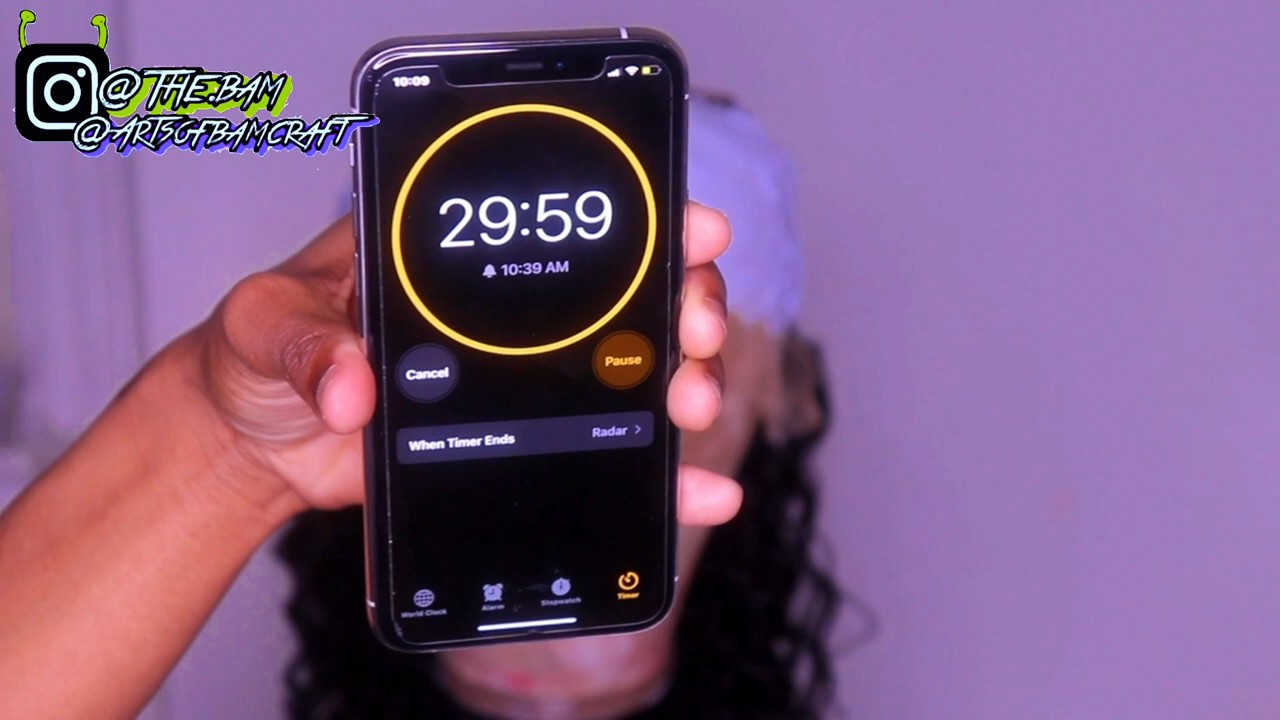 @THE.BAM
@ARTSOFBAMCRAFT
10:09
29:59
10:39 AM
Cancel
Pause
When Timer Ends
Radar
World Clock
Alarm
Stopwatch
Timer